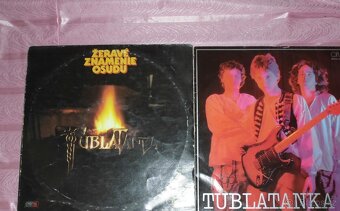 ŽERAVÉ
ZNAMENIE
OSUDU
TUBLATANKA
TUBLATANKA